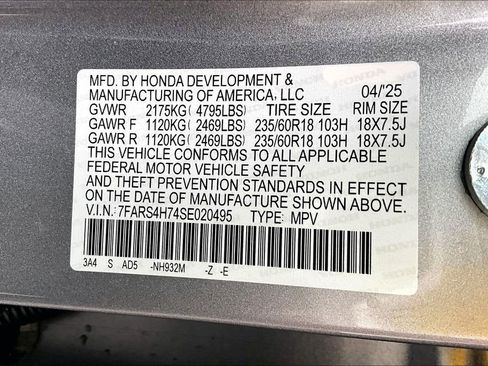 MFD. BY HONDA DEVELOPMENT &
MANUFACTURING OF AMERICA, LLC 04/'25
GVWR 2175KG( 4795LBS) TIRE SIZE RIM SIZE
GAWR F 1120KG( 2469LBS) 235/60R18 103H 18X7.5J
GAWR R 1120KG( 2469LBS) 235/60R18 103H 18X7.5J
THIS VEHICLE CONFORMS TO ALL APPLICABLE
FEDERAL MOTOR VEHICLE SAFETY
AND THEFT PREVENTION STANDARDS IN EFFECT
ON THE DATE OF MANUFACTURE SHOWN ABOVE.
V.I.N.:7FARS4H74SE020495 TYPE: MPV
3A4 S AD5 -NH932M -Z -E